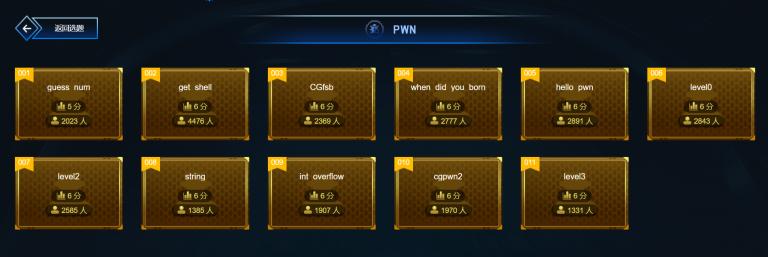 返回选题
PWN
001
guess num
5 分
2023 人
002
get shell
6 分
4476 人
003
CGfsb
6 分
2369 人
004
when did you born
6 分
2777 人
005
hello pwn
6 分
2891 人
006
level0
6 分
2843 人
007
level2
6 分
2585 人
008
string
6 分
1385 人
009
int overflow
6 分
1907 人
010
cgpwn2
6 分
1970 人
011
level3
6 分
1331 人